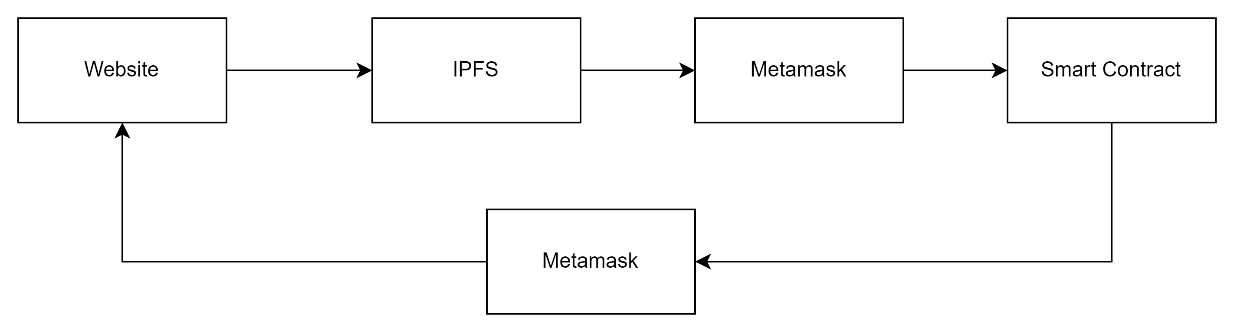 Website
IPFS
Metamask
Smart Contract
Metamask